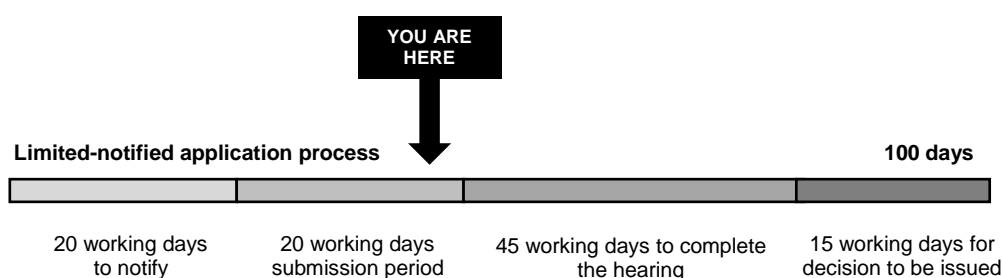 YOU ARE
HERE
Limited-notified application process
100 days
20 working days
to notify
20 working days
submission period
45 working days to complete
the hearing
15 working days for
decision to be issued